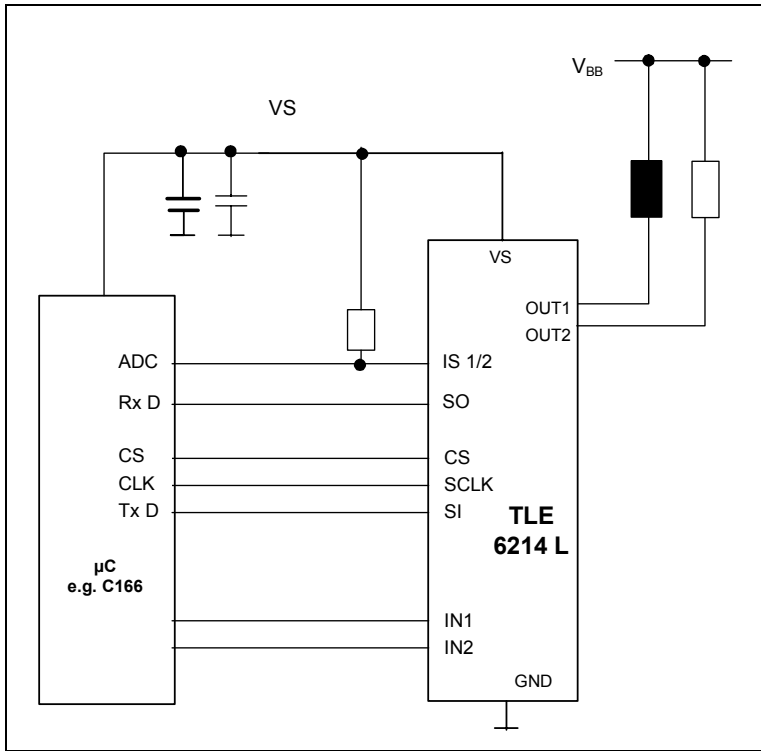 V_BB
VS
VS
OUT1
OUT2
ADC
IS 1/2
Rx D
SO
CS
CS
CLK
SCLK
Tx D
SI
TLE
6214 L
µC
e.g. C166
IN1
IN2
GND